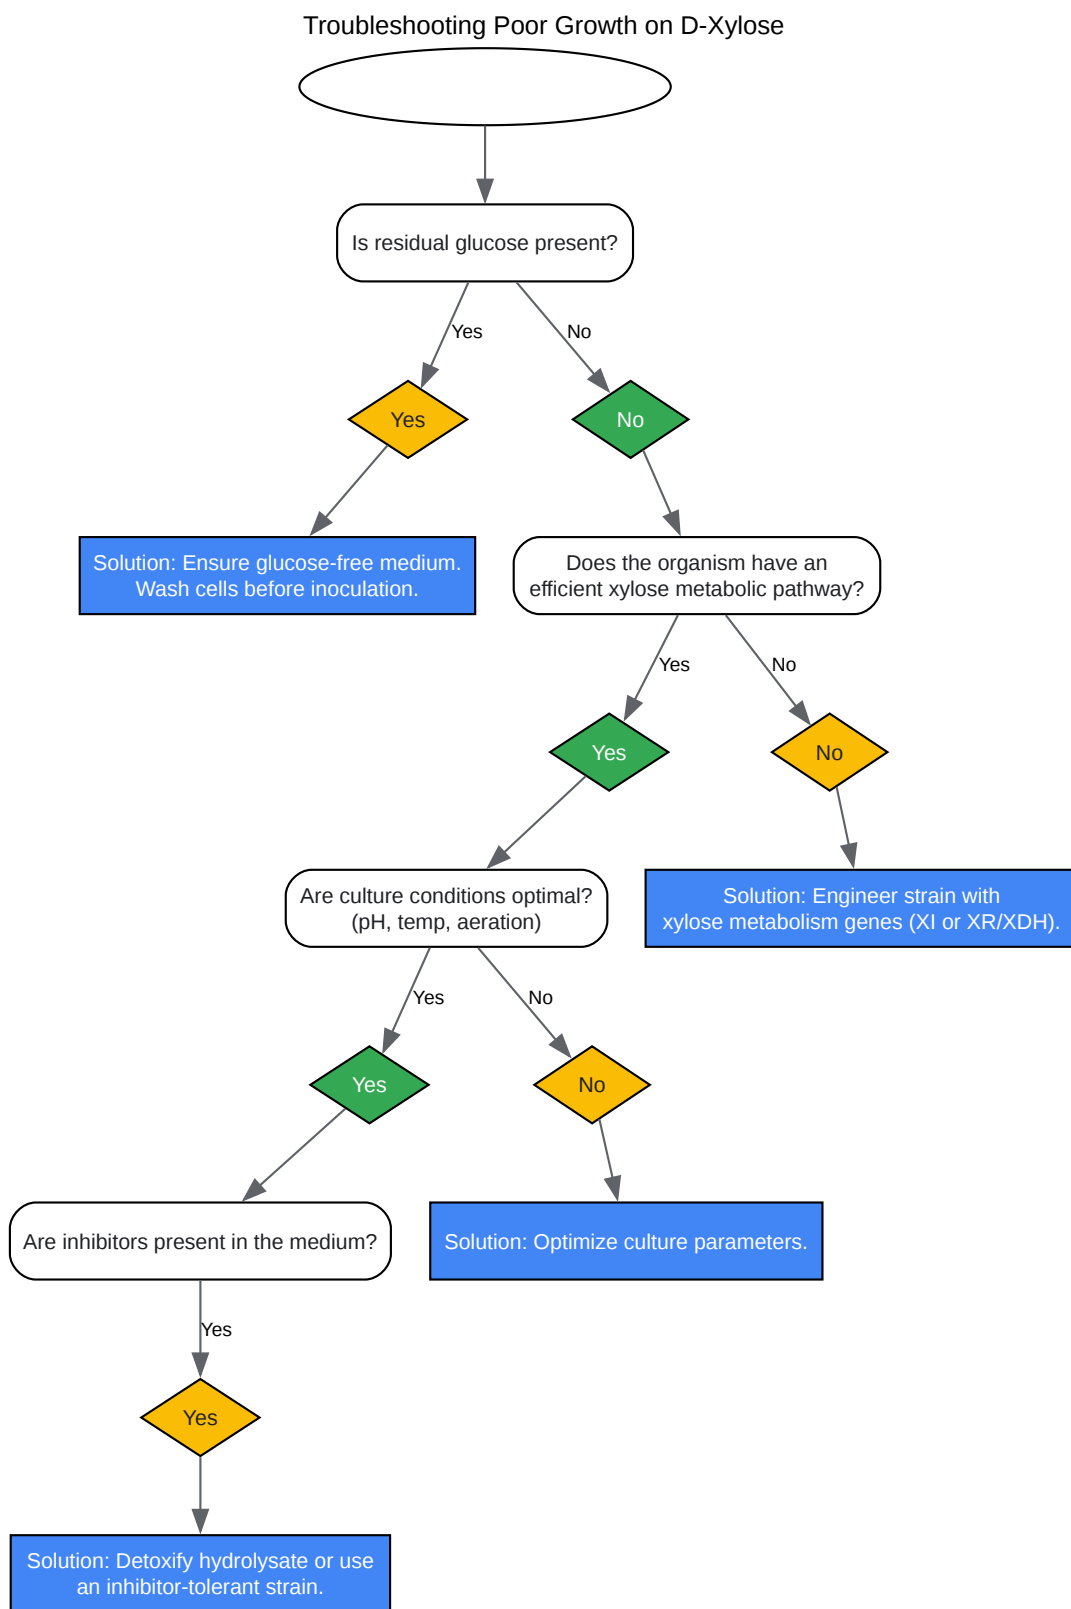 Troubleshooting Poor Growth on D-Xylose
Is residual glucose present?
Yes
No
Yes
No
Solution: Ensure glucose-free medium.
Wash cells before inoculation.
Does the organism have an
efficient xylose metabolic pathway?
Yes
No
Yes
No
Are culture conditions optimal?
(pH, temp, aeration)
Solution: Engineer strain with
xylose metabolism genes (XI or XR/XDH).
Yes
No
Yes
No
Are inhibitors present in the medium?
Solution: Optimize culture parameters.
Yes
Yes
Solution: Detoxify hydrolysate or use
an inhibitor-tolerant strain.